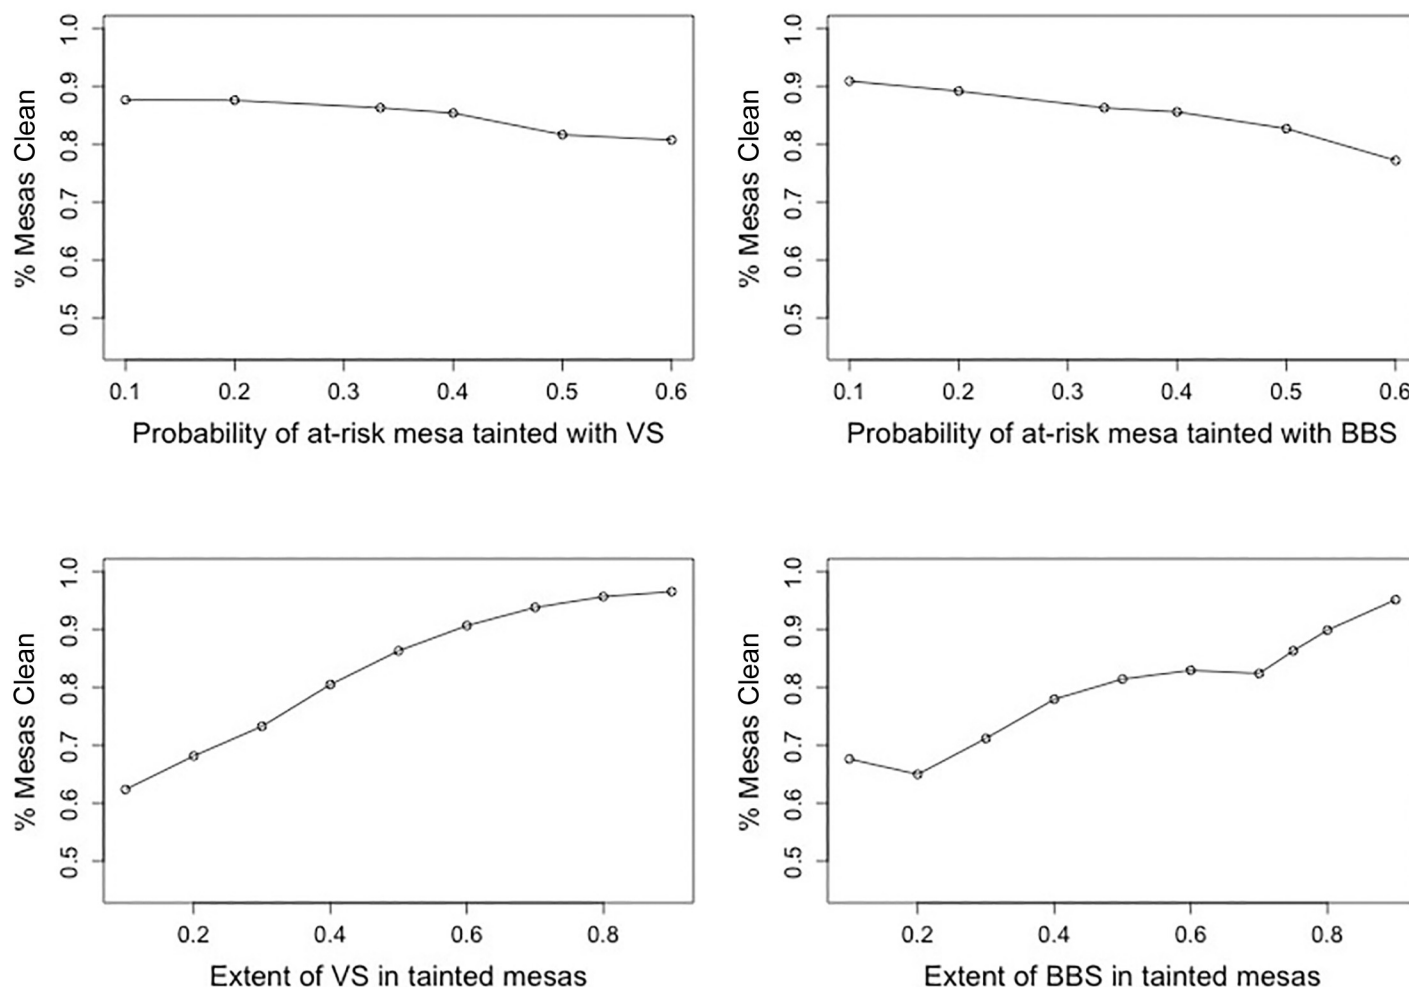 % Mesas Clean
1.0
0.9
0.8
0.7
0.6
0.5
0.1 0.2 0.3 0.4 0.5 0.6
Probability of at-risk mesa tainted with VS
% Mesas Clean
1.0
0.9
0.8
0.7
0.6
0.5
0.1 0.2 0.3 0.4 0.5 0.6
Probability of at-risk mesa tainted with BBS
% Mesas Clean
1.0
0.9
0.8
0.7
0.6
0.5
0.2 0.4 0.6 0.8
Extent of VS in tainted mesas
% Mesas Clean
1.0
0.9
0.8
0.7
0.6
0.5
0.2 0.4 0.6 0.8
Extent of BBS in tainted mesas